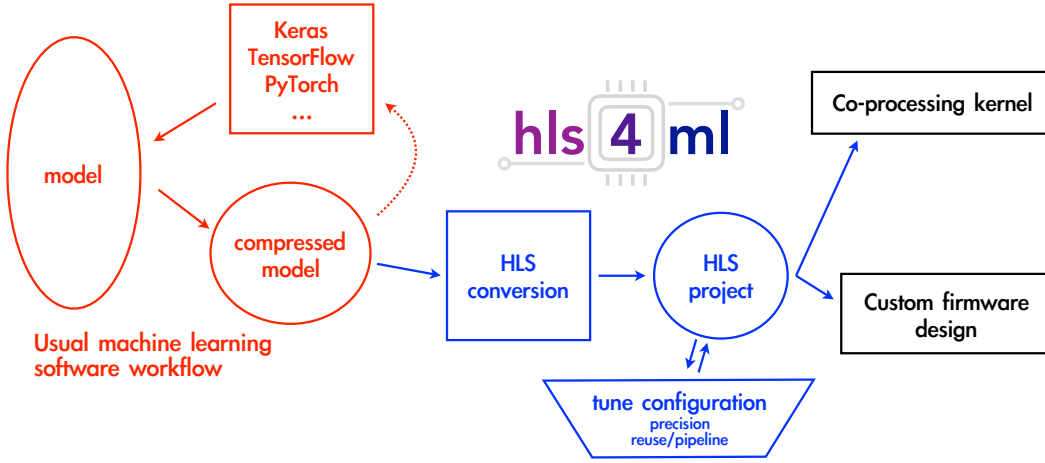 Keras
TensorFlow
PyTorch
...
model
compressed
model
Usual machine learning
software workflow
hls 4 ml
HLS
conversion
HLS
project
tune configuration
precision
reuse/pipeline
Co-processing kernel
Custom firmware
design